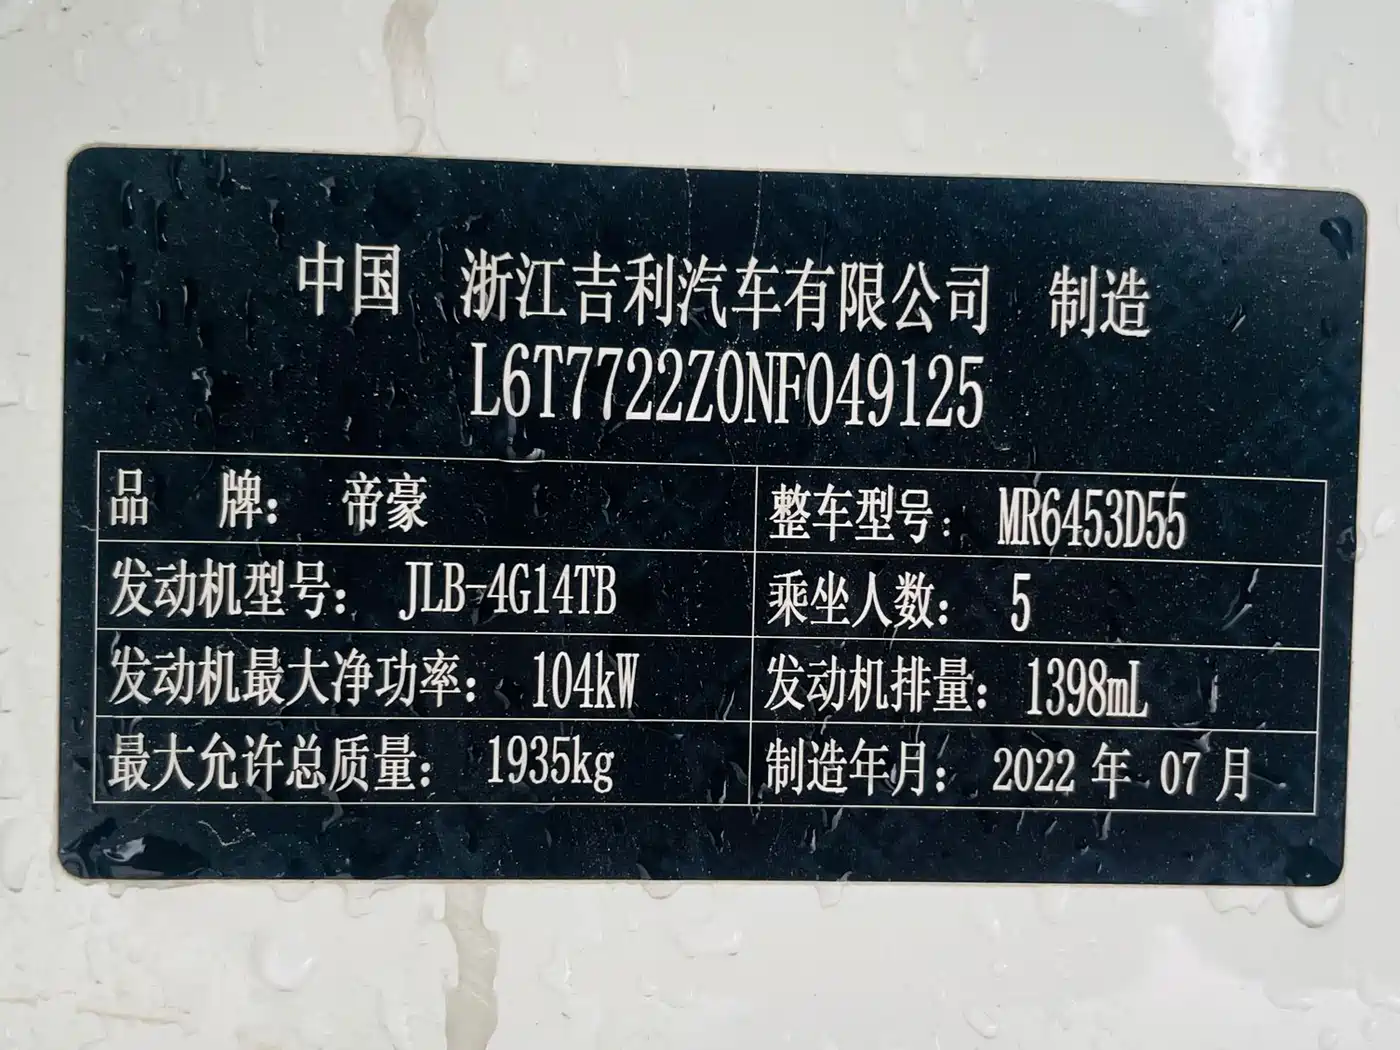 中国 浙江吉利汽车有限公司 制造
L6T7722Z0NF049125
品 牌： 帝豪 整车型号： MR6453D55
发动机型号： JLB-4G14TB 乘坐人数： 5
发动机最大净功率： 104kW 发动机排量： 1398mL
最大允许总质量： 1935kg 制造年月： 2022 年 07 月